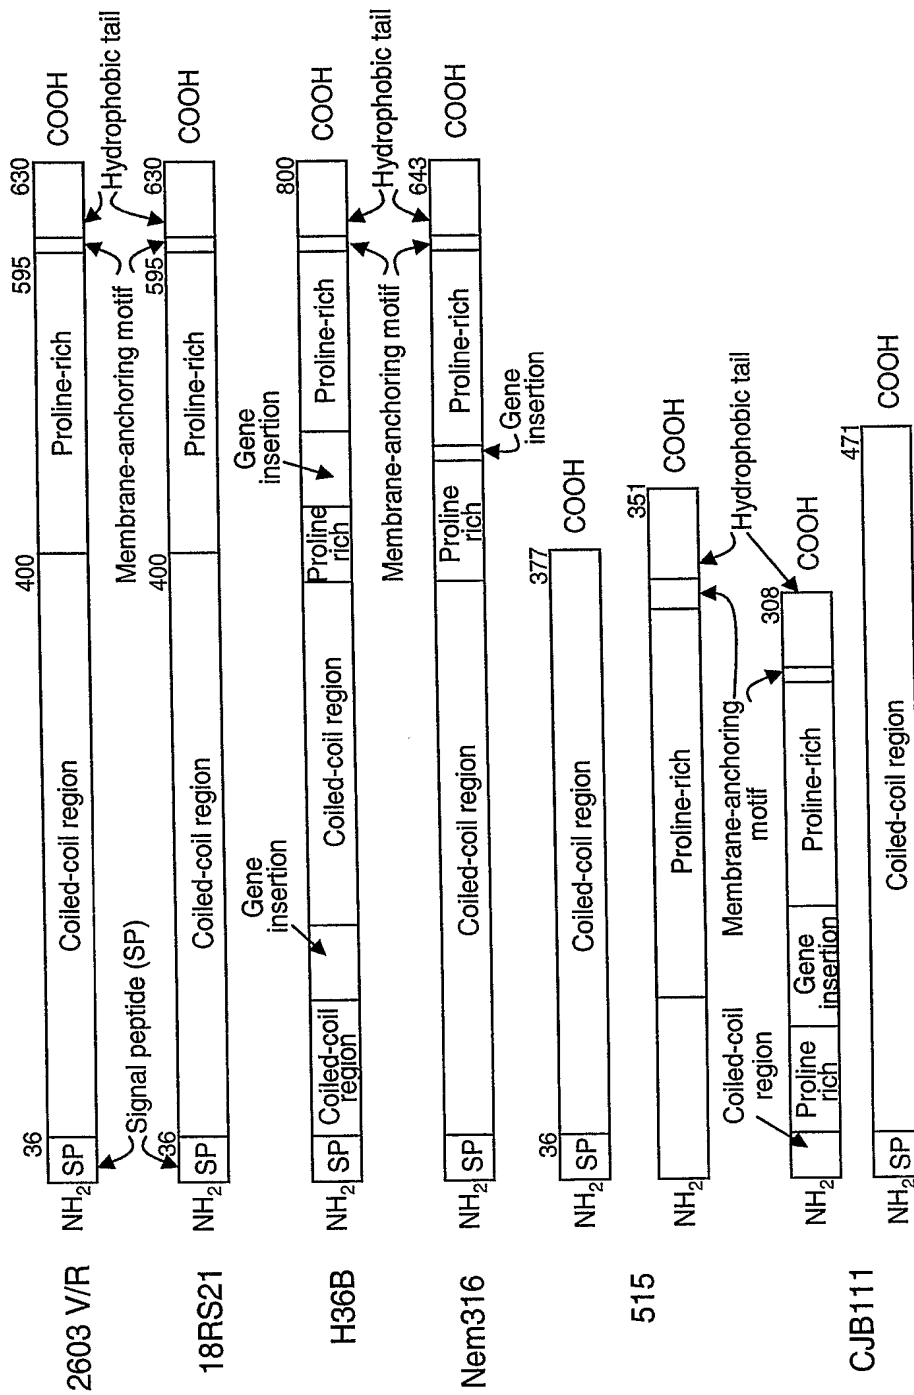 2603 V/R
NH2
SP
36
Signal peptide (SP)
Coiled-coil region
400
Proline-rich
595
630
COOH
Membrane-anchoring motif
Hydrophobic tail
18RS21
NH2
SP
36
Coiled-coil region
400
Proline-rich
595
630
COOH
H36B
NH2
SP
Coiled-coil
region
Gene
insertion
Coiled-coil region
Proline
rich
Gene
insertion
Proline-rich
800
COOH
Membrane-anchoring motif
Hydrophobic tail
Nem316
NH2
SP
Coiled-coil region
Proline
rich
Gene
insertion
Proline-rich
643
COOH
515
NH2
SP
36
Coiled-coil region
377
COOH
Proline-rich
351
COOH
NH2
Membrane-anchoring
motif
Hydrophobic tail
CJB111
NH2
Coiled-coil
region
Proline
rich
Gene
insertion
Proline-rich
308
COOH
NH2
SP
Coiled-coil region
471
COOH